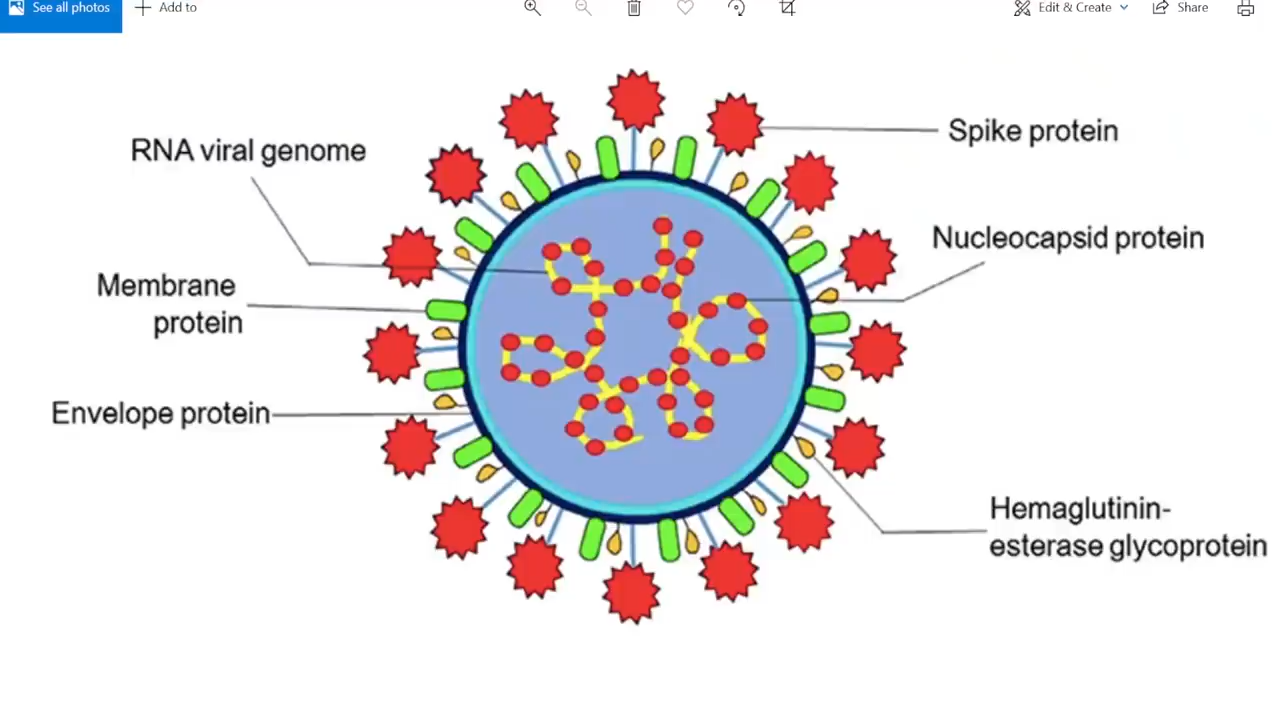 See all photos
Add to
Edit & Create
Share
RNA viral genome
Spike protein
Nucleocapsid protein
Membrane
protein
Envelope protein
Hemaglutinin-
esterase glycoprotein